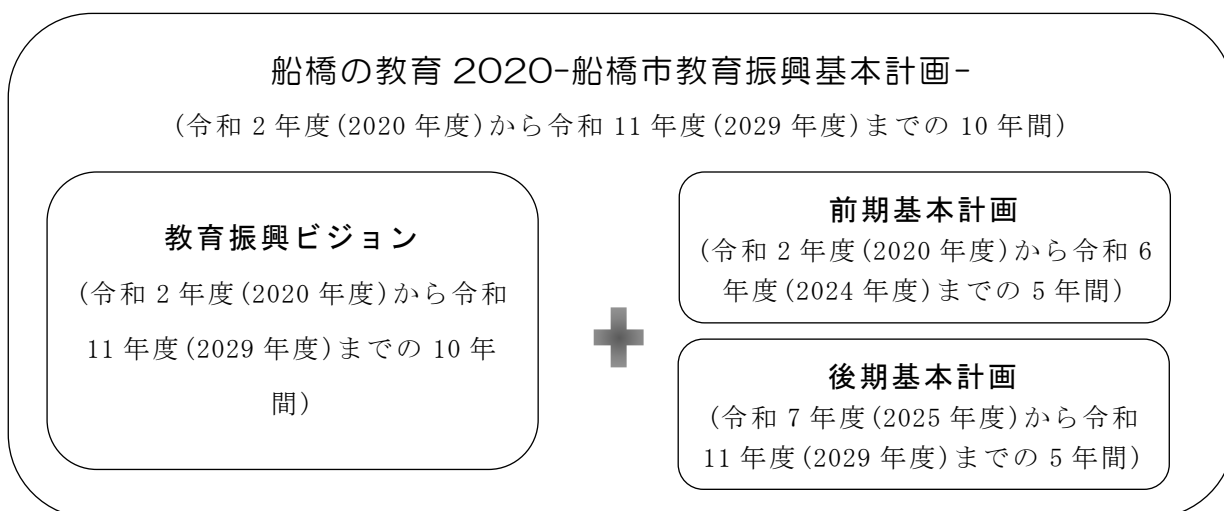 船橋の教育 2020-船橋市教育振興基本計画-
(令和 2 年度(2020 年度)から令和 11 年度(2029 年度)までの 10 年間)
教育振興ビジョン
(令和 2 年度(2020 年度)から令和
11 年度(2029 年度)までの 10 年
間)
前期基本計画
(令和 2 年度(2020 年度)から令和 6
年度(2024 年度)までの 5 年間)
後期基本計画
(令和 7 年度(2025 年度)から令和
11 年度(2029 年度)までの 5 年間)